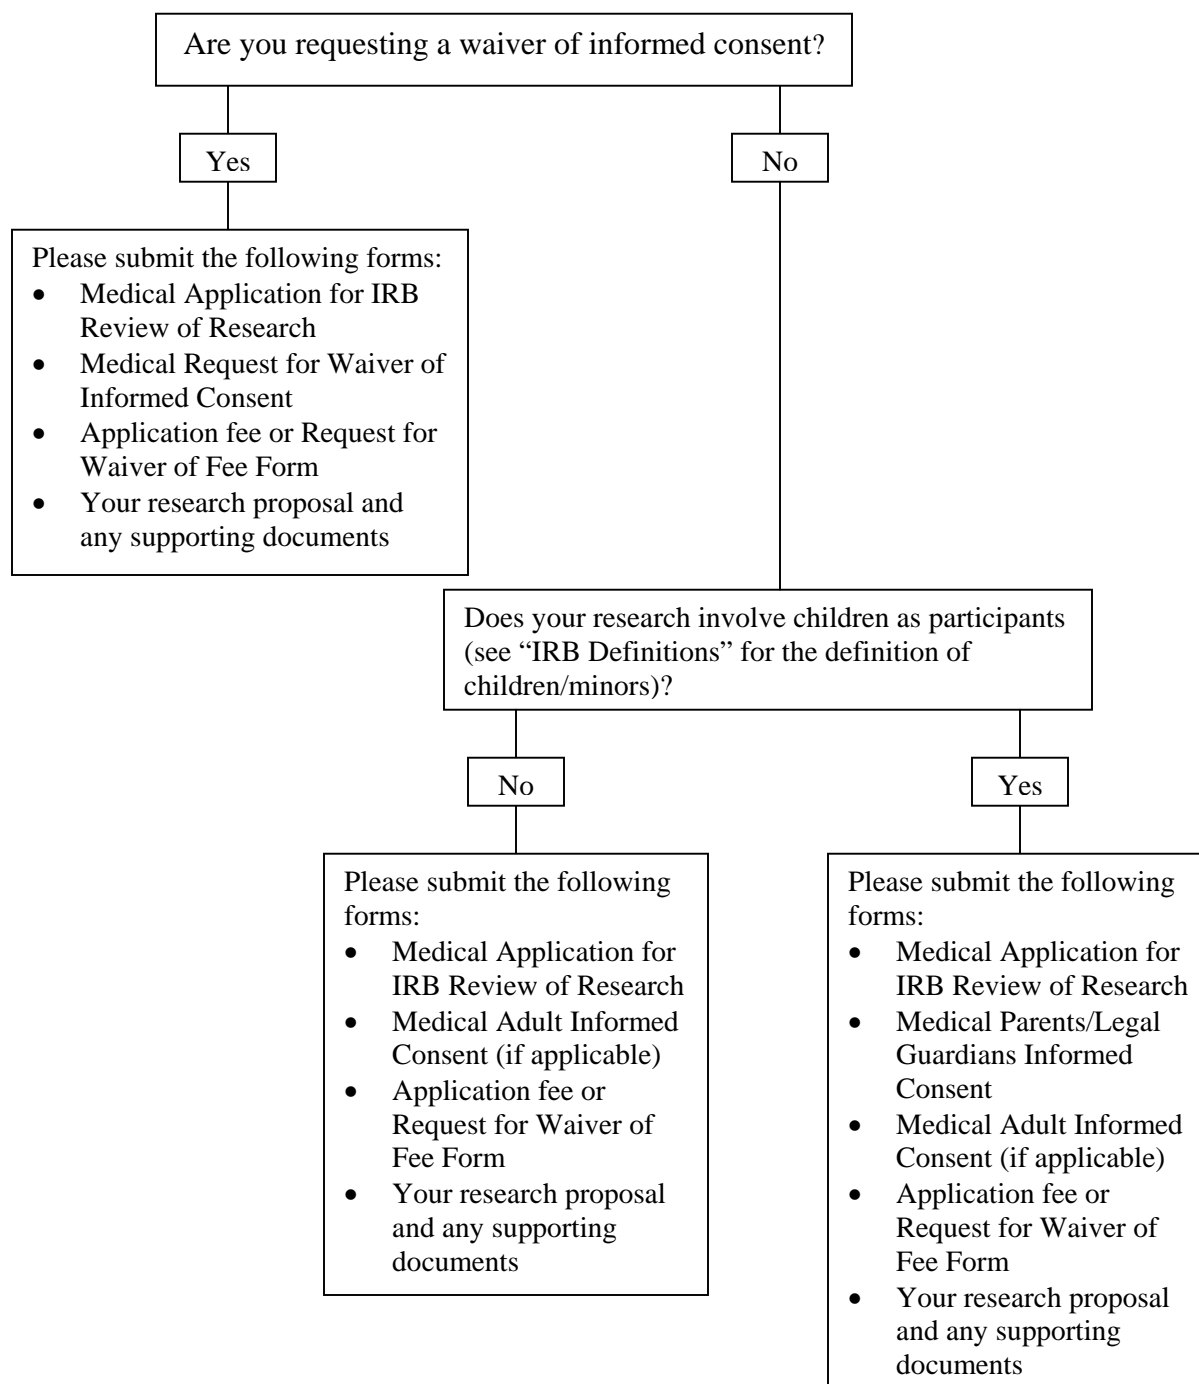 Are you requesting a waiver of informed consent?
Yes
No
Please submit the following forms:
• Medical Application for IRB
Review of Research
• Medical Request for Waiver of
Informed Consent
• Application fee or Request for
Waiver of Fee Form
• Your research proposal and
any supporting documents
Does your research involve children as participants
(see “IRB Definitions” for the definition of
children/minors)?
No
Yes
Please submit the following
forms:
• Medical Application for
IRB Review of Research
• Medical Adult Informed
Consent (if applicable)
• Application fee or
Request for Waiver of
Fee Form
• Your research proposal
and any supporting
documents
Please submit the following
forms:
• Medical Application for
IRB Review of Research
• Medical Parents/Legal
Guardians Informed
Consent
• Medical Adult Informed
Consent (if applicable)
• Application fee or
Request for Waiver of
Fee Form
• Your research proposal
and any supporting
documents